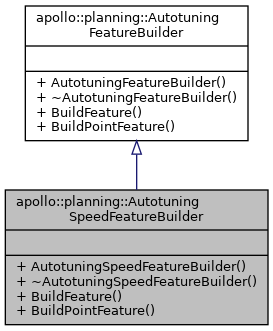 apollo::planning::Autotuning
FeatureBuilder
+ AutotuningFeatureBuilder()
+ ~AutotuningFeatureBuilder()
+ BuildFeature()
+ BuildPointFeature()
apollo::planning::Autotuning
SpeedFeatureBuilder
+ AutotuningSpeedFeatureBuilder()
+ ~AutotuningSpeedFeatureBuilder()
+ BuildFeature()
+ BuildPointFeature()